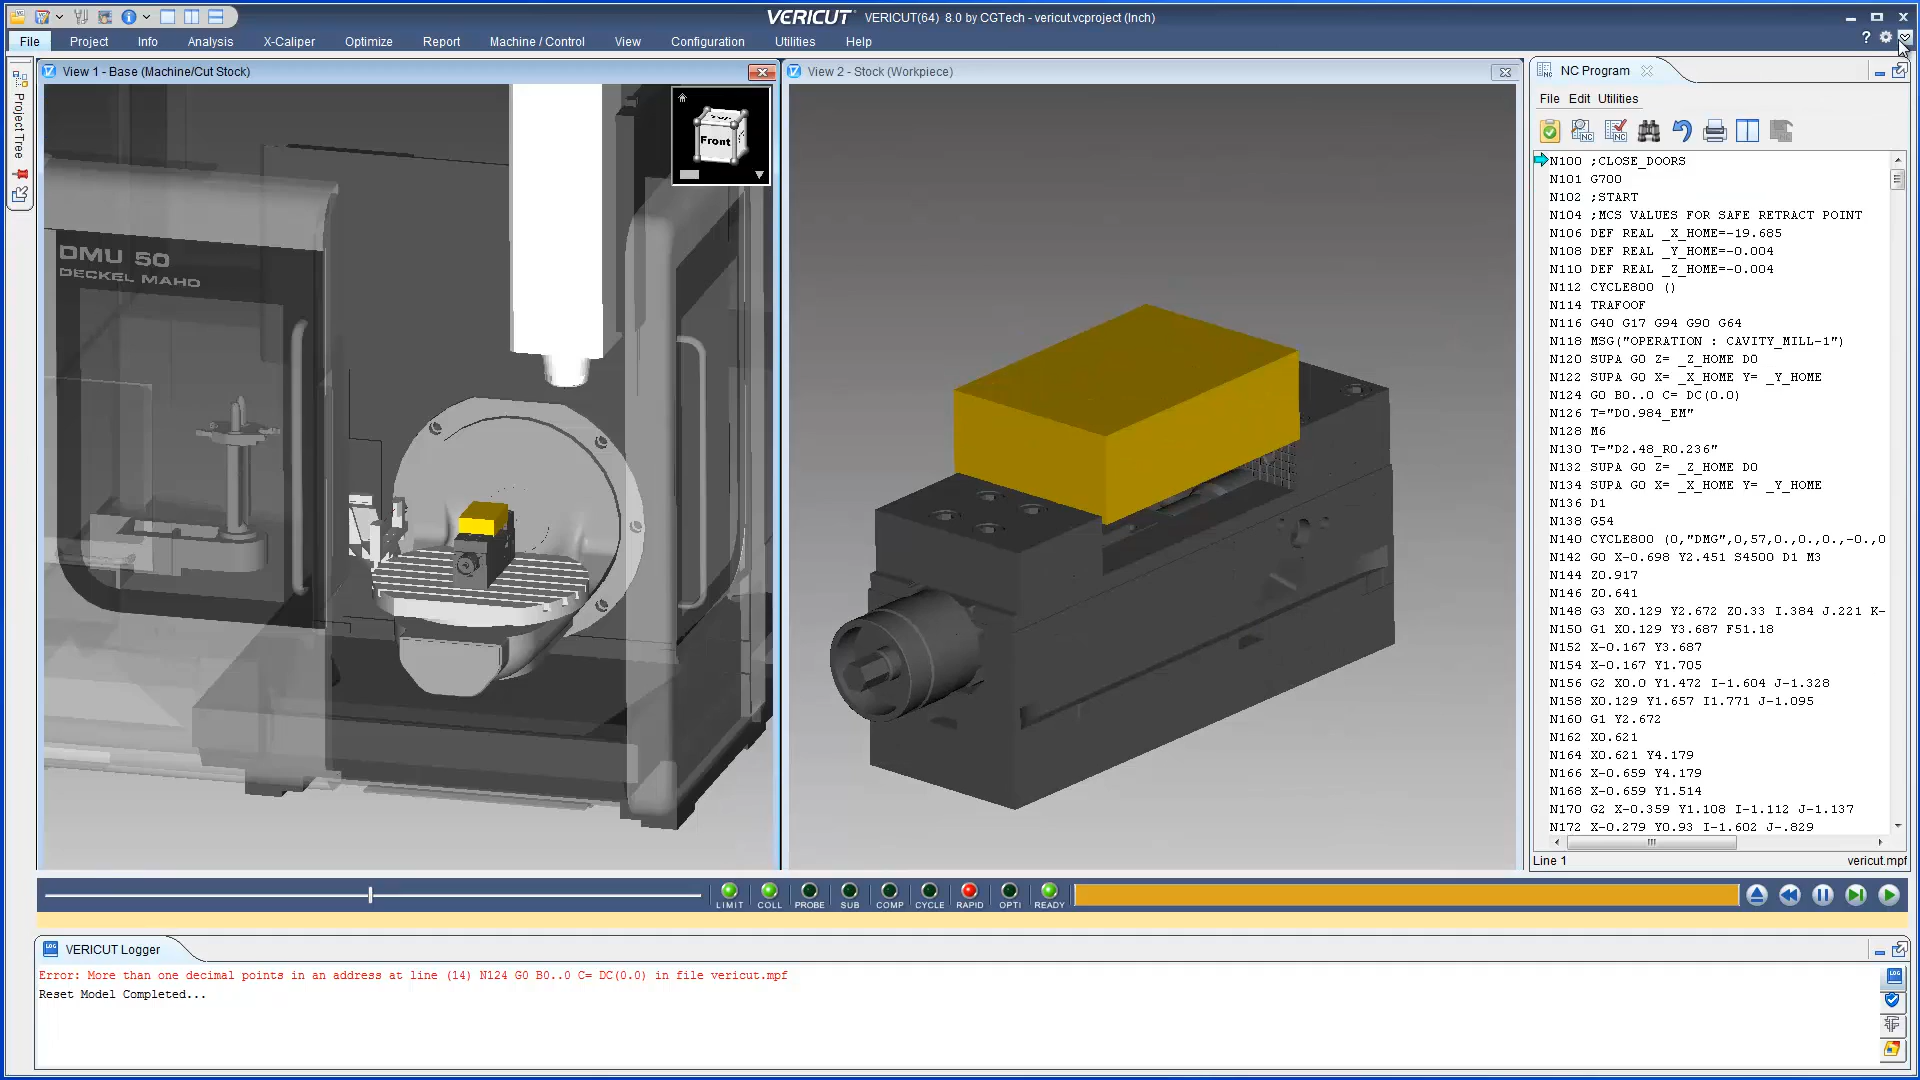 VERICUT VERICUT(64) 8.0 by CGTech - vericut.vcproject (Inch)
File Project Info Analysis X-Caliper Optimize Report Machine / Control View Configuration Utilities Help
Project Tree
View 1 - Base (Machine/Cut Stock)
Front
DMU 50
DECKEL MAHO
View 2 - Stock (Workpiece)
NC Program
File Edit Utilities
N100 ;CLOSE_DOORS
N101 G700
N102 ;START
N104 ;MCS VALUES FOR SAFE RETRACT POINT
N106 DEF REAL _X_HOME=-19.685
N108 DEF REAL _Y_HOME=-0.004
N110 DEF REAL _Z_HOME=-0.004
N112 CYCLE800 ()
N114 TRAFOOF
N116 G40 G17 G94 G90 G64
N118 MSG("OPERATION : CAVITY_MILL-1")
N120 SUPA G0 Z= _Z_HOME D0
N122 SUPA G0 X= _X_HOME Y= _Y_HOME
N124 G0 B0..0 C= DC(0.0)
N126 T="D0.984_EM"
N128 M6
N130 T="D2.48_R0.236"
N132 SUPA G0 Z= _Z_HOME D0
N134 SUPA G0 X= _X_HOME Y= _Y_HOME
N136 D1
N138 G54
N140 CYCLE800 (0,"DMG",0,57,0.,0.,0.,-0.,0
N142 G0 X-0.698 Y2.451 S4500 D1 M3
N144 Z0.917
N146 Z0.641
N148 G3 X0.129 Y2.672 Z0.33 I.384 J.221 K-
N150 G1 X0.129 Y3.687 F51.18
N152 X-0.167 Y3.687
N154 X-0.167 Y1.705
N156 G2 X0.0 Y1.472 I-1.604 J-1.328
N158 X0.129 Y1.657 I1.771 J-1.095
N160 G1 Y2.672
N162 X0.621
N164 X0.621 Y4.179
N166 X-0.659 Y4.179
N168 X-0.659 Y1.514
N170 G2 X-0.359 Y1.108 I-1.112 J-1.137
N172 X-0.279 Y0.93 I-1.602 J-.829
Line 1 vericut.mpf
LIMIT COLL PROBE SUB COMP CYCLE RAPID OPTI READY
VERICUT Logger
Error: More than one decimal points in an address at line (14) N124 G0 B0..0 C= DC(0.0) in file vericut.mpf
Reset Model Completed...